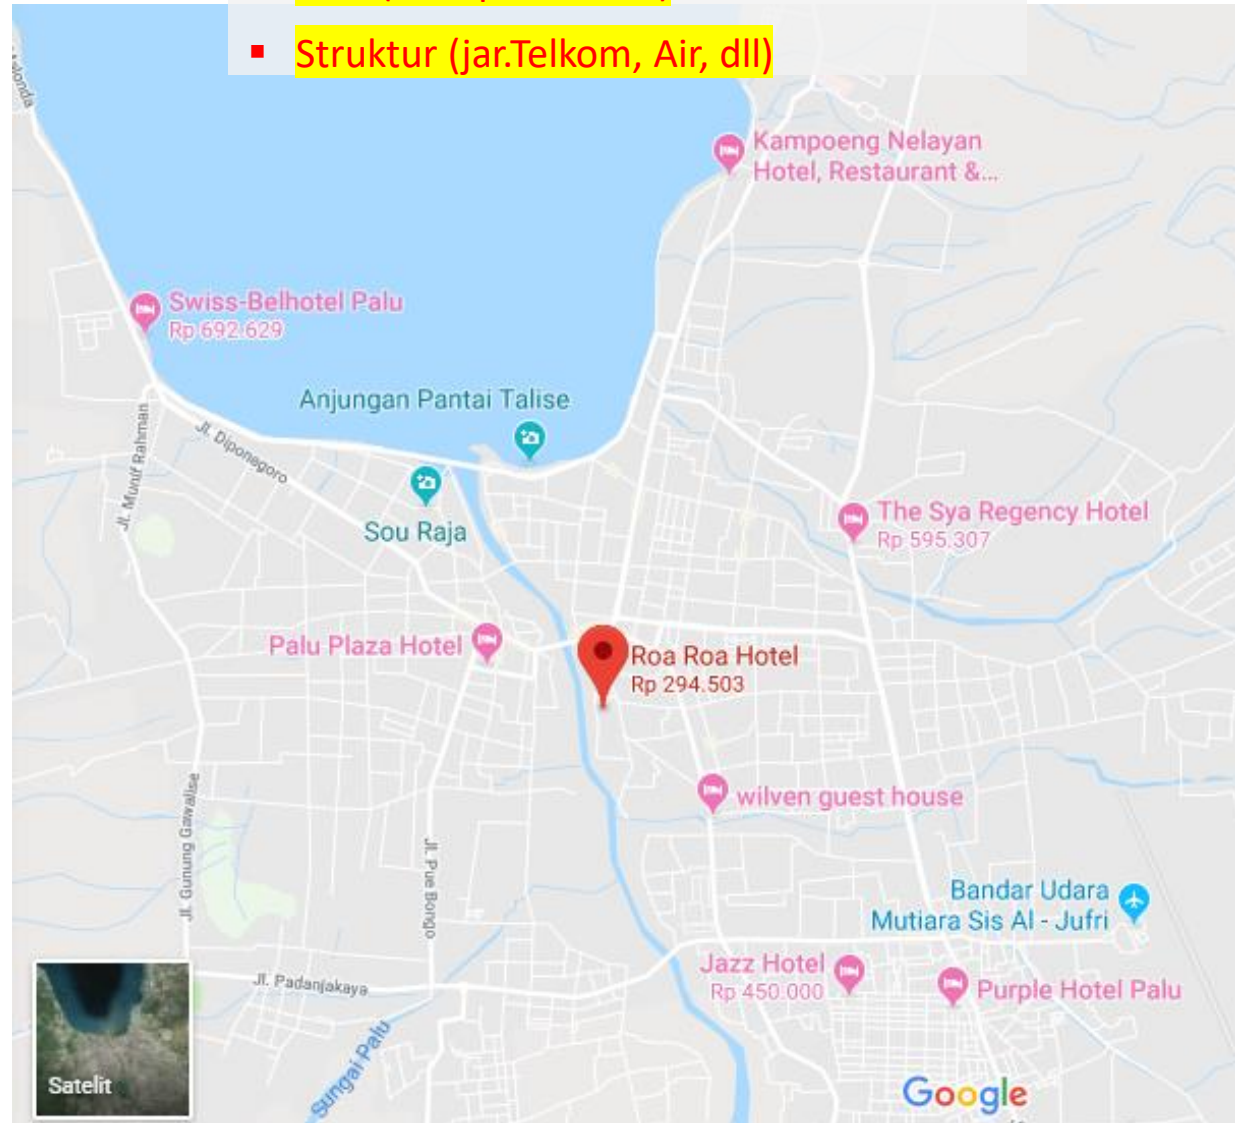 Struktur (jar.Telkom, Air, dll)
Kampoeng Nelayan
Hotel, Restaurant &...
Swiss-Belhotel Palu
Rp 692.629
Anjungan Pantai Talise
Jl. Diponegoro
Jl. Munif Rahman
Sou Raja
The Sya Regency Hotel
Rp 595.307
Palu Plaza Hotel
Roa Roa Hotel
Rp 294.503
wilven guest house
Jl. Gunung Gawalise
Jl. Pue Bongo
Bandar Udara
Mutiara Sis Al - Jufri
Jazz Hotel
Rp 450.000
Purple Hotel Palu
Jl. Padanjakaya
Sungai Palu
Satelit
Google